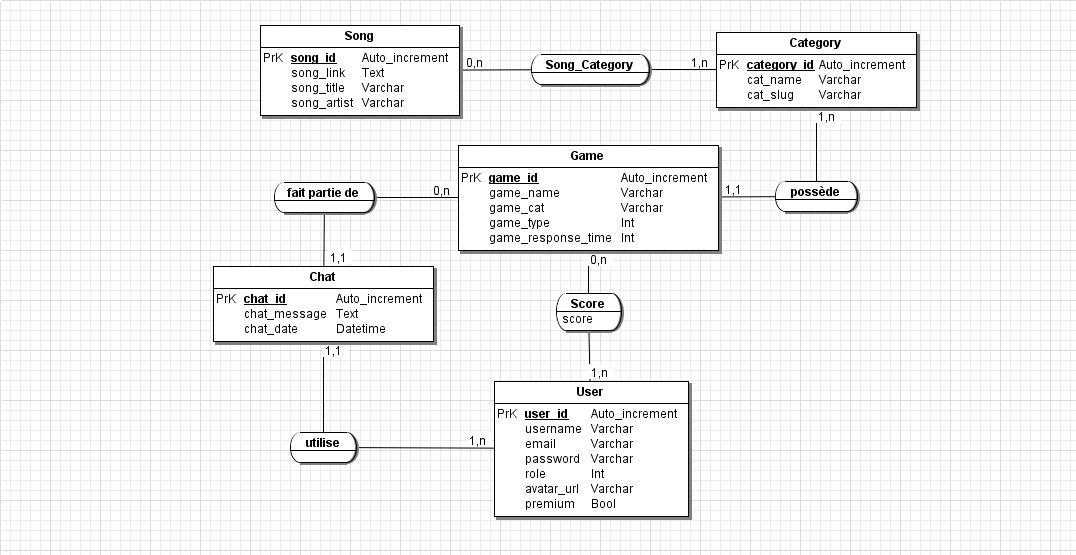 Song
PrK song_id Auto_increment
song_link Text
song_title Varchar
song_artist Varchar
0,n
Song_Category
1,n
Category
PrK category_id Auto_increment
cat_name Varchar
cat_slug Varchar
1,n
fait partie de
0,n
Game
PrK game_id Auto_increment
game_name Varchar
game_cat Varchar
game_type Int
game_response_time Int
1,1
possède
1,1
0,n
Chat
PrK chat_id Auto_increment
chat_message Text
chat_date Datetime
1,1
Score
score
1,n
User
PrK user_id Auto_increment
username Varchar
email Varchar
password Varchar
role Int
avatar_url Varchar
premium Bool
utilise
1,n